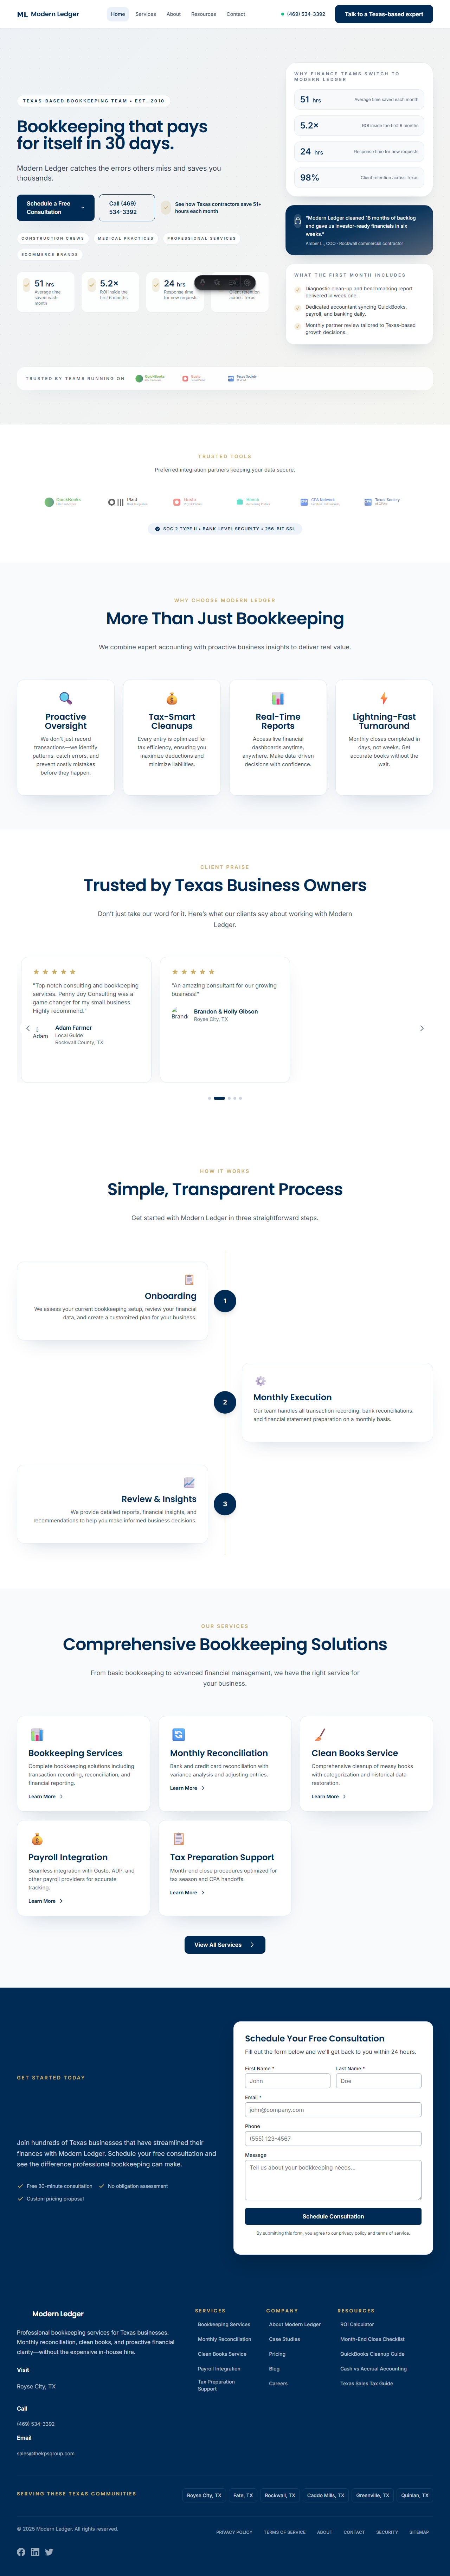 ML Modern Ledger
Home Services About Resources Contact
(469) 534-3392
Talk to a Texas-based expert
TEXAS-BASED BOOKKEEPING TEAM • EST. 2010
Bookkeeping that pays
for itself in 30 days.
Modern Ledger catches the errors others miss and saves you
thousands.
Schedule a Free
Consultation
Call (469)
534-3392
See how Texas contractors save 51+
hours each month
CONSTRUCTION CREWS MEDICAL PRACTICES PROFESSIONAL SERVICES
ECOMMERCE BRANDS
51 hrs
Average time
saved each
month
5.2×
ROI inside the
first 6 months
24 hrs
Response time
for new requests
Client retention
across Texas
WHY FINANCE TEAMS SWITCH TO
MODERN LEDGER
51 hrs Average time saved each month
5.2× ROI inside the first 6 months
24 hrs Response time for new requests
98% Client retention across Texas
"Modern Ledger cleaned 18 months of backlog
and gave us investor-ready financials in six
weeks."
Amber L., COO · Rockwall commercial contractor
WHAT THE FIRST MONTH INCLUDES
Diagnostic clean-up and benchmarking report
delivered in week one.
Dedicated accountant syncing QuickBooks,
payroll, and banking daily.
Monthly partner review tailored to Texas-based
growth decisions.
TRUSTED BY TEAMS RUNNING ON
QuickBooks
Gusto
Texas Society
TRUSTED TOOLS
Preferred integration partners keeping your data secure.
QuickBooks
Plaid
Gusto
CPA Network
Texas Society
of CPAs
SOC 2 TYPE II • BANK-LEVEL SECURITY • 256-BIT SSL
WHY CHOOSE MODERN LEDGER
More Than Just Bookkeeping
We combine expert accounting with proactive business insights to deliver real value.
Proactive
Oversight
We don't just record
transactions—we identify
patterns, catch errors, and
prevent costly mistakes
before they happen.
Tax-Smart
Cleanups
Every entry is optimized for
tax efficiency, ensuring you
maximize deductions and
minimize liabilities.
Real-Time
Reports
Access live financial
dashboards anytime,
anywhere. Make data-driven
decisions with confidence.
Lightning-Fast
Turnaround
Monthly closes completed in
days, not weeks. Get
accurate books without the
wait.
CLIENT PRAISE
Trusted by Texas Business Owners
Don't just take our word for it. Here's what our clients say about working with Modern
Ledger.
★★★★★
"Top notch consulting and bookkeeping
services. Penny Joy Consulting was a
game changer for my small business.
Highly recommend."
Adam
Adam Farmer
Local Guide
Rockwall County, TX
★★★★★
"An amazing consultant for our growing
business!"
Brand
Brandon & Holly Gibson
Royse City, TX
HOW IT WORKS
Simple, Transparent Process
Get started with Modern Ledger in three straightforward steps.
Onboarding
We assess your current bookkeeping setup, review your financial
data, and create a customized plan for your business.
1
Monthly Execution
Our team handles all transaction recording, bank reconciliations,
and financial statement preparation on a monthly basis.
2
Review & Insights
We provide detailed reports, financial insights, and
recommendations to help you make informed business decisions.
3
OUR SERVICES
Comprehensive Bookkeeping Solutions
From basic bookkeeping to advanced financial management, we have the right service for
your business.
Bookkeeping Services
Complete bookkeeping solutions including
transaction recording, reconciliation, and
financial reporting.
Learn More
Monthly Reconciliation
Bank and credit card reconciliation with
variance analysis and adjusting entries.
Learn More
Clean Books Service
Comprehensive cleanup of messy books
with categorization and historical data
restoration.
Learn More
Payroll Integration
Seamless integration with Gusto, ADP, and
other payroll providers for accurate
tracking.
Learn More
Tax Preparation Support
Month-end close procedures optimized for
tax season and CPA handoffs.
Learn More
View All Services
GET STARTED TODAY
Join hundreds of Texas businesses that have streamlined their
finances with Modern Ledger. Schedule your free consultation and
see the difference professional bookkeeping can make.
Free 30-minute consultation No obligation assessment
Custom pricing proposal
Schedule Your Free Consultation
Fill out the form below and we'll get back to you within 24 hours.
First Name * Last Name *
John Doe
Email *
john@company.com
Phone
(555) 123-4567
Message
Tell us about your bookkeeping needs...
Schedule Consultation
By submitting this form, you agree to our privacy policy and terms of service.
Modern Ledger
Professional bookkeeping services for Texas businesses.
Monthly reconciliation, clean books, and proactive financial
clarity—without the expensive in-house hire.
Visit
Royse City, TX
Call
(469) 534-3392
Email
sales@thekpsgroup.com
SERVICES
Bookkeeping Services
Monthly Reconciliation
Clean Books Service
Payroll Integration
Tax Preparation
Support
COMPANY
About Modern Ledger
Case Studies
Pricing
Blog
Careers
RESOURCES
ROI Calculator
Month-End Close Checklist
QuickBooks Cleanup Guide
Cash vs Accrual Accounting
Texas Sales Tax Guide
SERVING THESE TEXAS COMMUNITIES
Royse City, TX Fate, TX Rockwall, TX Caddo Mills, TX Greenville, TX Quinlan, TX
© 2025 Modern Ledger. All rights reserved.
PRIVACY POLICY TERMS OF SERVICE ABOUT CONTACT SECURITY SITEMAP